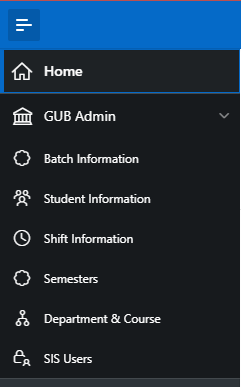 Home
GUB Admin
Batch Information
Student Information
Shift Information
Semesters
Department & Course
SIS Users